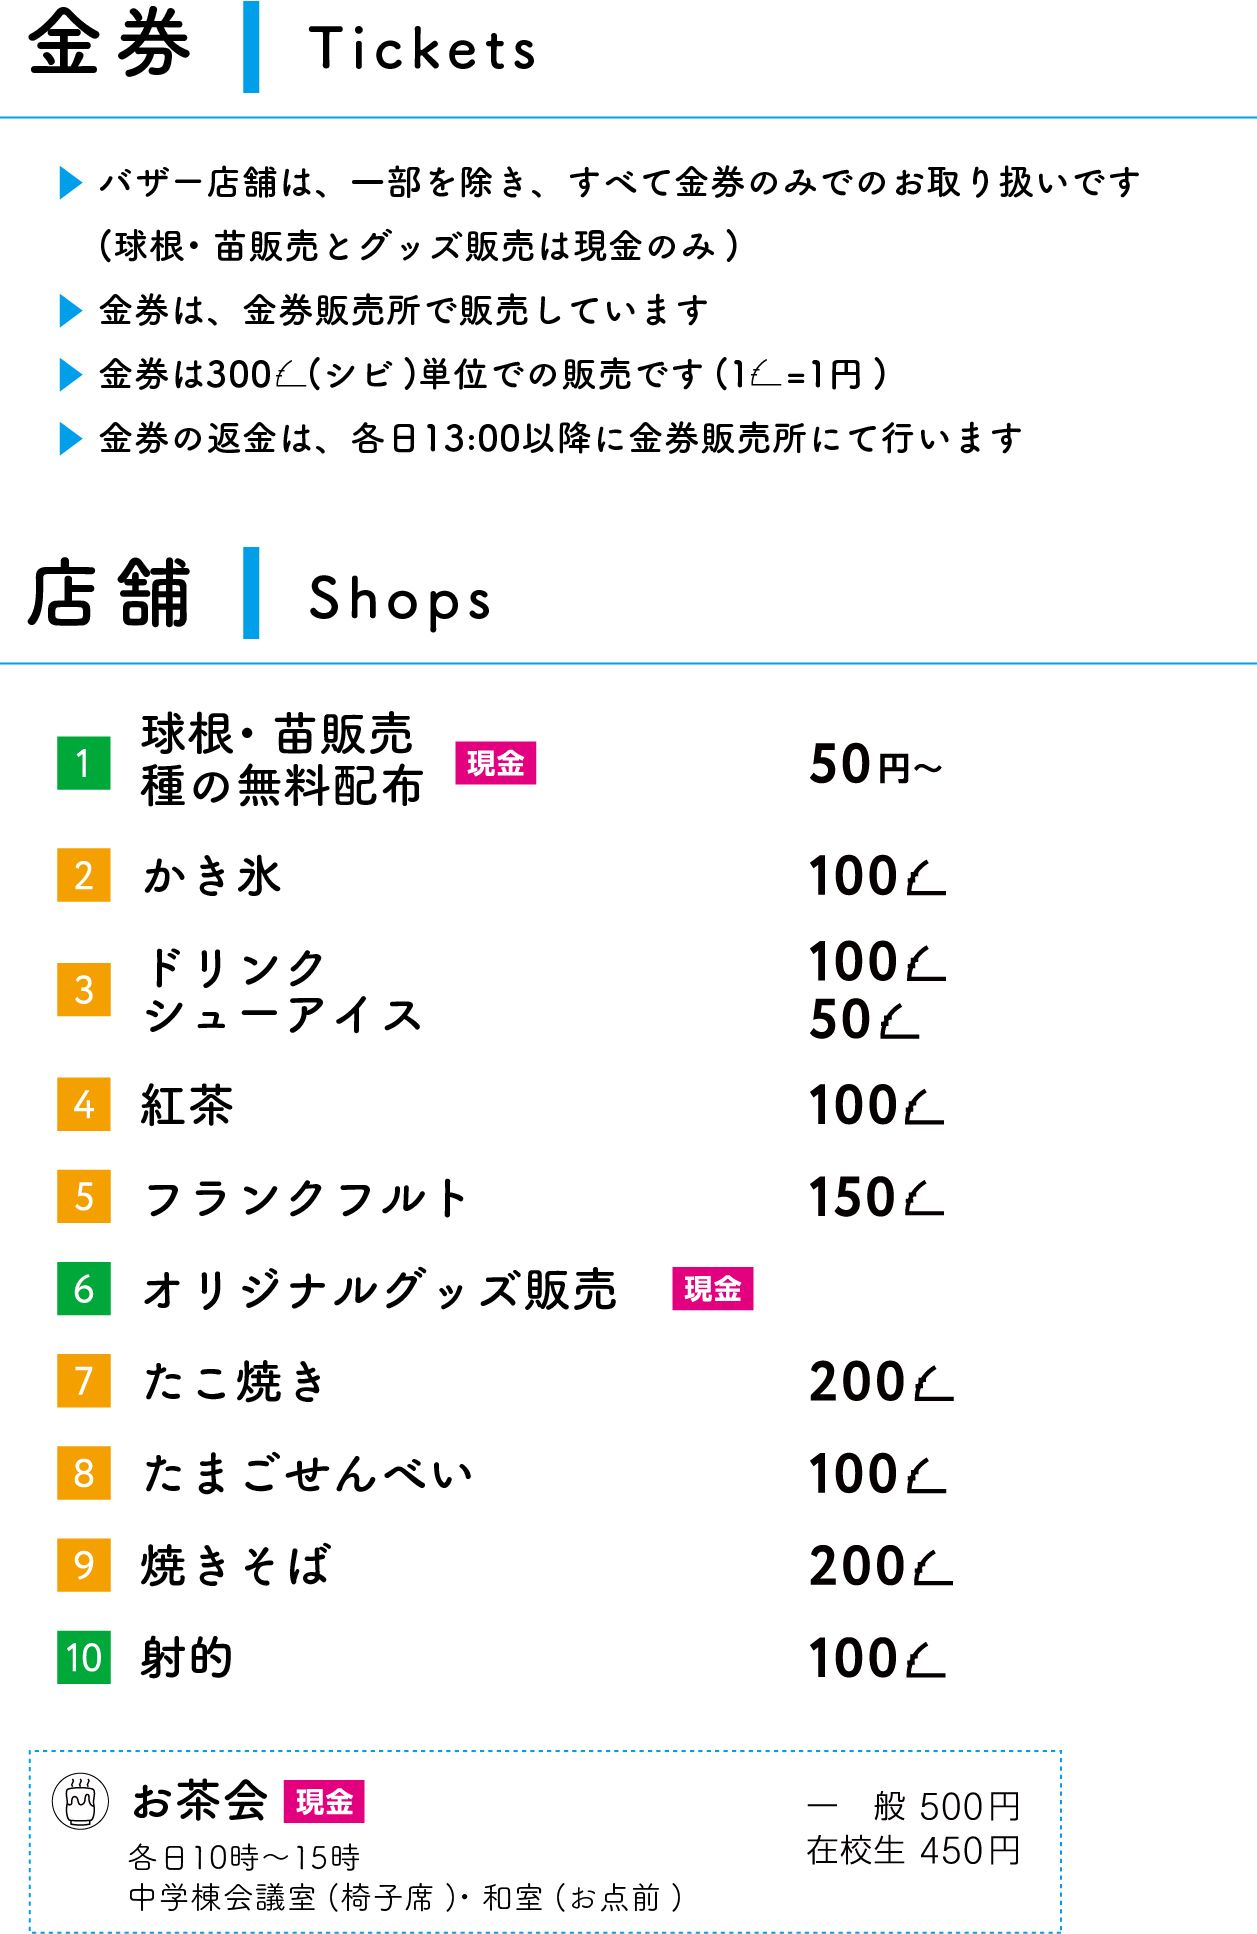 金券 Tickets
バザー店舗は、一部を除き、すべて金券のみでのお取り扱いです
(球根・苗販売とグッズ販売は現金のみ)
金券は、金券販売所で販売しています
金券は300(シビ)単位での販売です(1=1円)
金券の返金は、各日13:00以降に金券販売所にて行います
店舗 Shops
1 球根・苗販売
種の無料配布 現金 50円～
2 かき氷 100
3 ドリンク 100
シューアイス 50
4 紅茶 100
5 フランクフルト 150
6 オリジナルグッズ販売 現金
7 たこ焼き 200
8 たまごせんべい 100
9 焼きそば 200
10 射的 100
お茶会 現金
一般 500円
在校生 450円
各日10時～15時
中学棟会議室(椅子席)・和室(お点前)